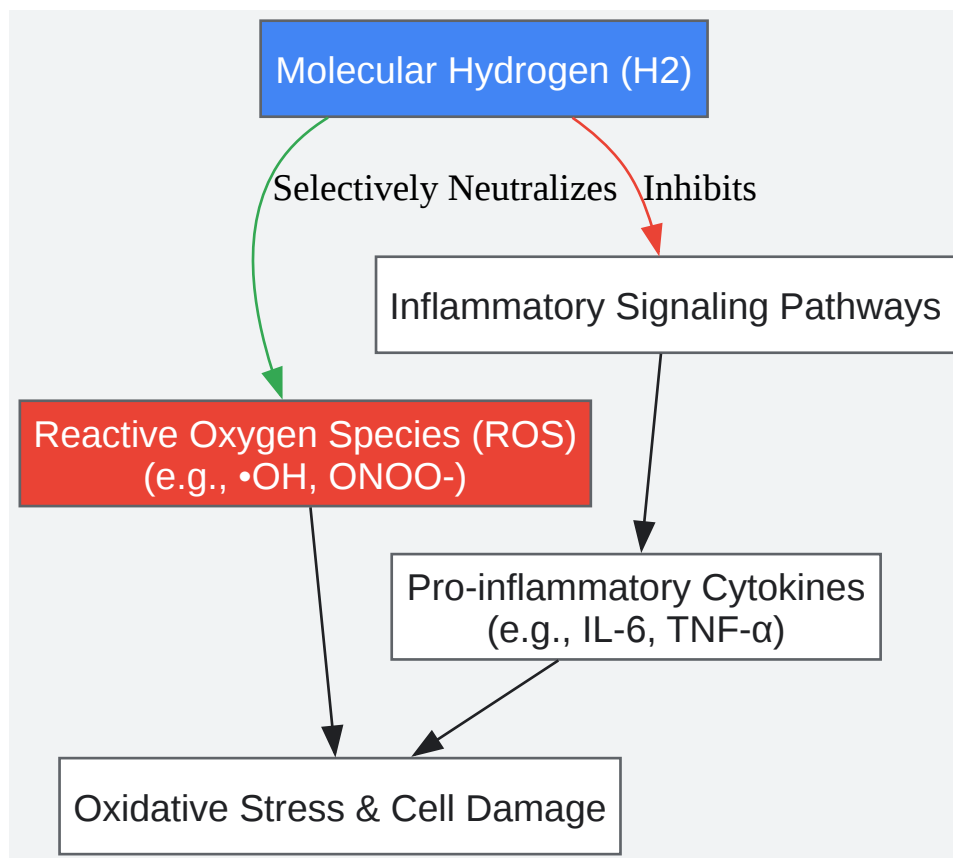 Molecular Hydrogen (H2)
Selectively Neutralizes
Inhibits
Inflammatory Signaling Pathways
Reactive Oxygen Species (ROS)
(e.g., •OH, ONOO-)
Pro-inflammatory Cytokines
(e.g., IL-6, TNF-α)
Oxidative Stress & Cell Damage